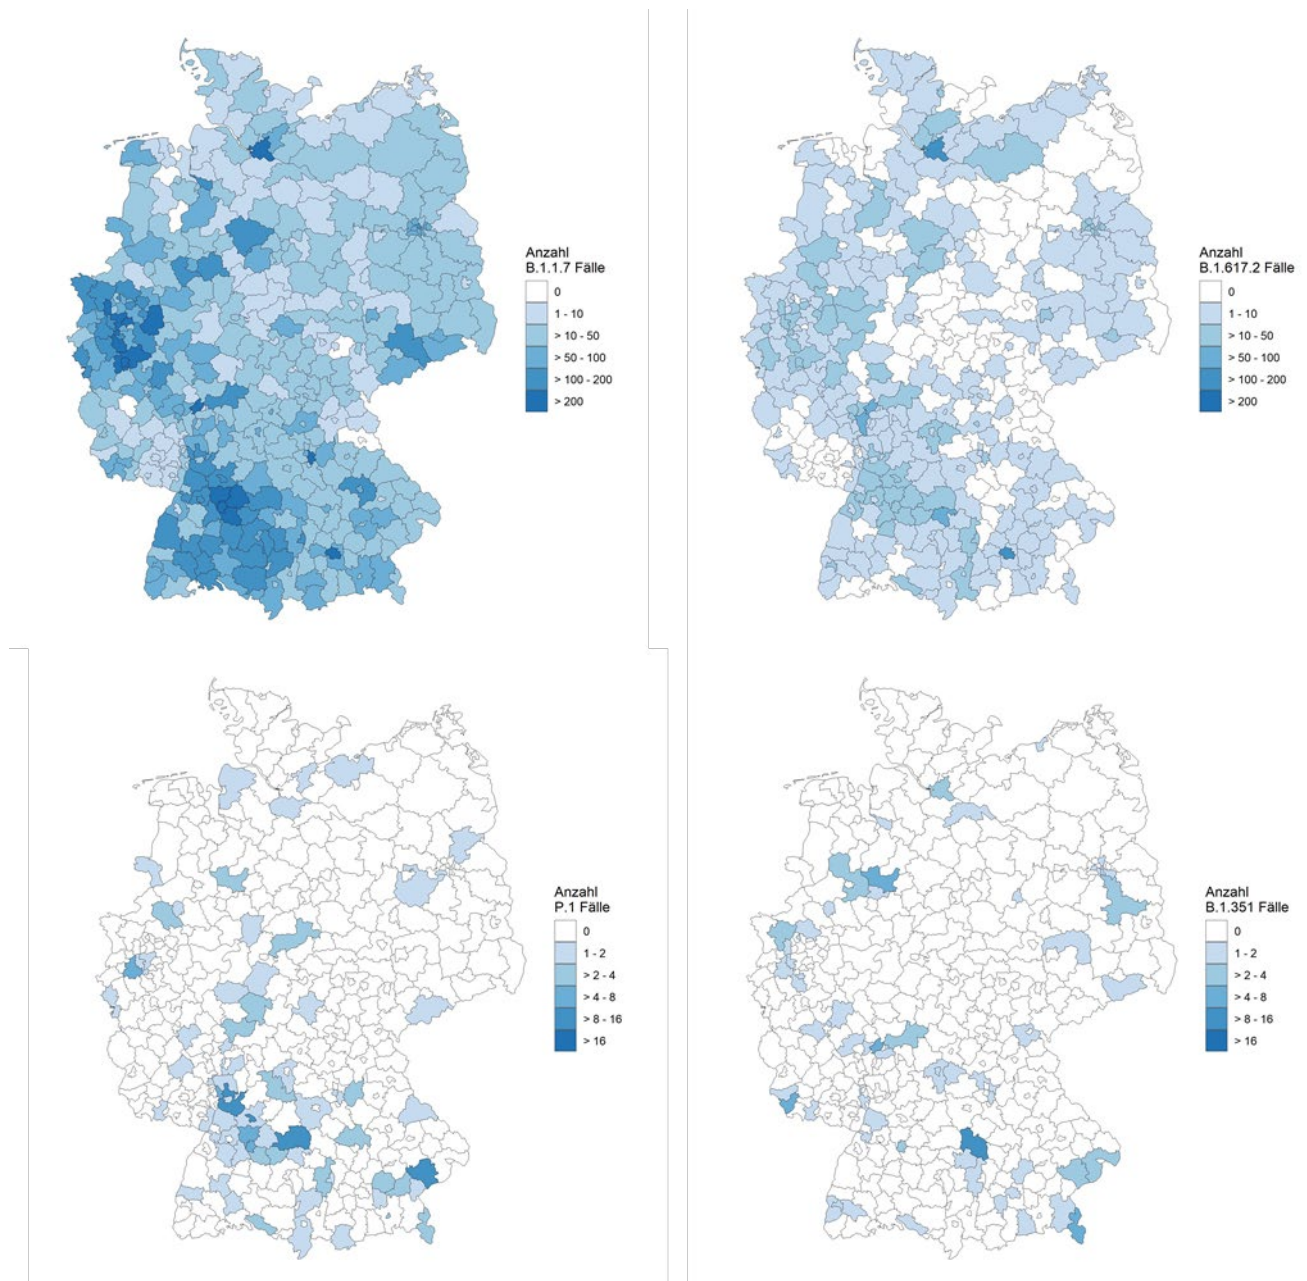 Anzahl
B.1.1.7 Fälle
0
1 - 10
> 10 - 50
> 50 - 100
> 100 - 200
> 200
Anzahl
B.1.617.2 Fälle
0
1 - 10
> 10 - 50
> 50 - 100
> 100 - 200
> 200
Anzahl
P.1 Fälle
0
1 - 2
> 2 - 4
> 4 - 8
> 8 - 16
> 16
Anzahl
B.1.351 Fälle
0
1 - 2
> 2 - 4
> 4 - 8
> 8 - 16
> 16